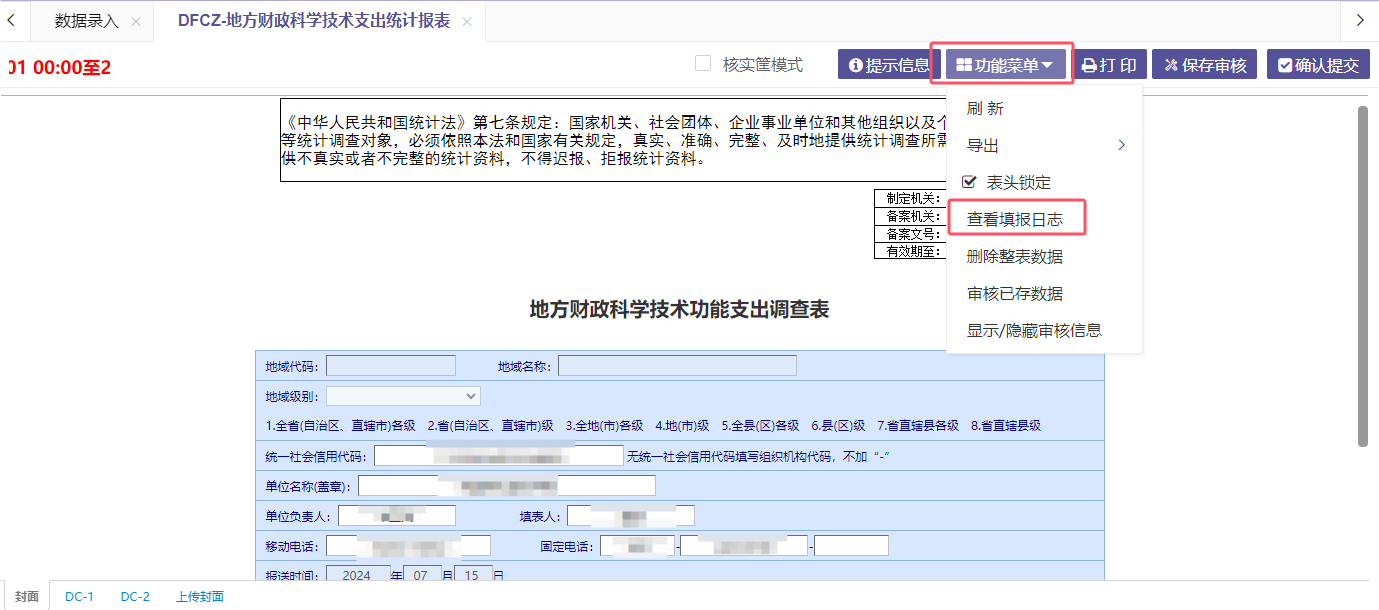 数据录入 × DFCZ-地方财政科学技术支出统计报表 ×
01 00:00至2 核实筐模式 提示信息 功能菜单 打 印 保存审核 确认提交
刷 新
导出
表头锁定
查看填报日志
删除整表数据
审核已存数据
显示/隐藏审核信息
《中华人民共和国统计法》第七条规定：国家机关、社会团体、企业事业单位和其他组织以及个
等统计调查对象，必须依照本法和国家有关规定，真实、准确、完整、及时地提供统计调查所需
供不真实或者不完整的统计资料，不得迟报、拒报统计资料。
制定机关：
备案机关：
备案文号：
有效期至：
地方财政科学技术功能支出调查表
地域代码： 地域名称：
地域级别：
1.全省(自治区、直辖市)各级 2.省(自治区、直辖市)级 3.全地(市)各级 4.地(市)级 5.全县(区)各级 6.县(区)级 7.省直辖县各级 8.省直辖县级
统一社会信用代码： 无统一社会信用代码填写组织机构代码，不加“-”
单位名称(盖章)：
单位负责人： 填表人：
移动电话： 固定电话： - -
报送时间： 2024 年 07 月 15 日
封面 DC-1 DC-2 上传封面